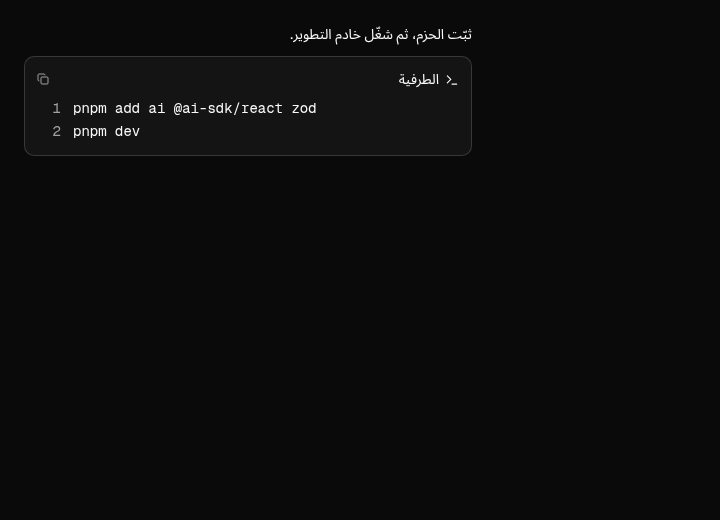 ثبّت الحزم، ثم شغّل خادم التطوير.
الطرفية
1 pnpm add ai @ai-sdk/react zod
2 pnpm dev